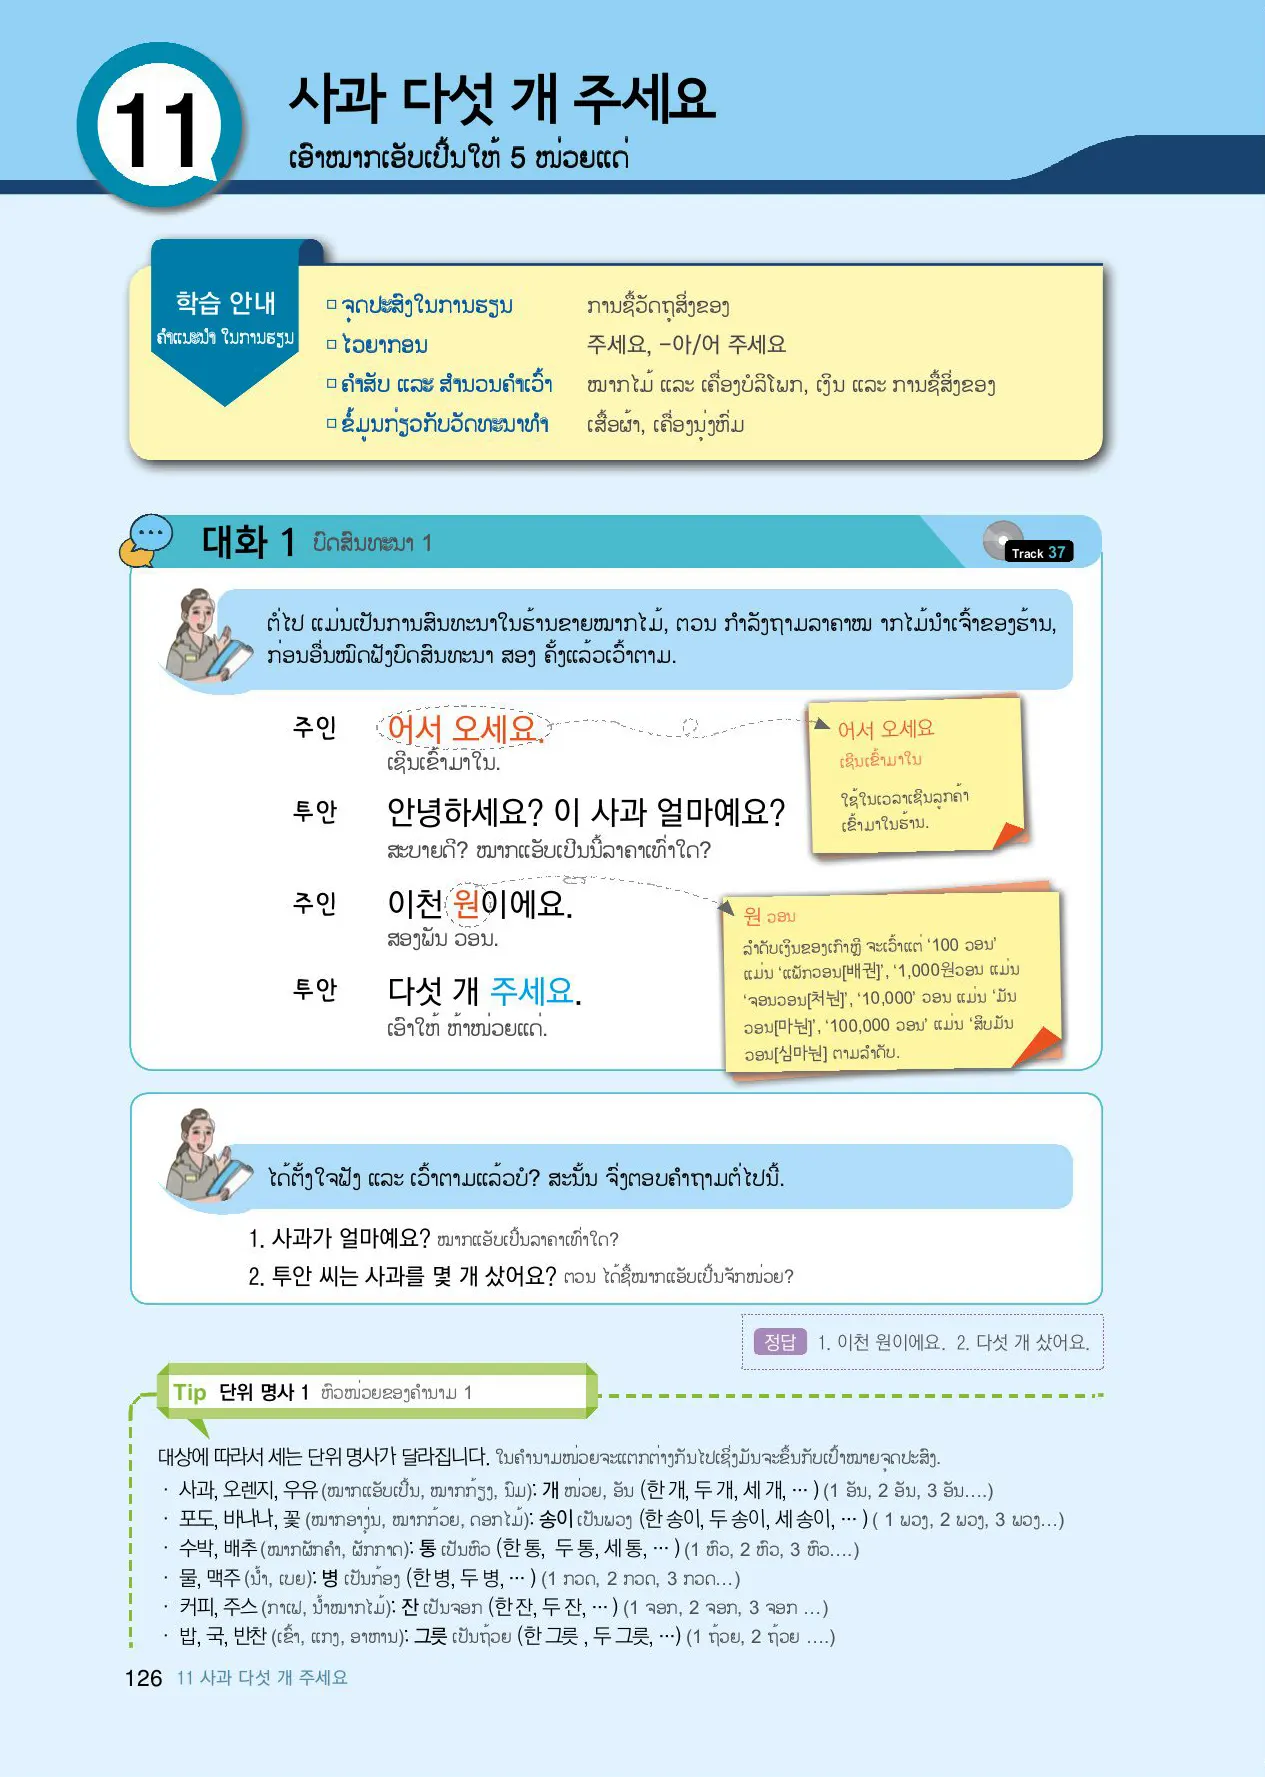 11
사과 다섯 개 주세요
ເອົາໝາກເອັບເປີ້ນໃຫ້ 5 ໜ່ວຍແດ່
학습 안내
ຄຳແນະນຳ ໃນການຮຽນ
□ ຈຸດປະສົງໃນການຮຽນ ການຊື້ວັດຖຸສິ່ງຂອງ
□ ໄວຍາກອນ 주세요, –아/어 주세요
□ ຄຳສັບ ແລະ ສຳນວນຄຳເວົ້າ ໝາກໄມ້ ແລະ ເຄື່ອງບໍລິໂພກ, ເງິນ ແລະ ການຊື້ສິ່ງຂອງ
□ ຂໍ້ມູນກ່ຽວກັບວັດທະນາທຳ ເສື້ອຜ້າ, ເຄື່ອງນຸ່ງຫົ່ມ
대화 1 ບົດສົນທະນາ 1
Track 37
ຕໍ່ໄປ ແມ່ນເປັນການສົນທະນາໃນຮ້ານຂາຍໝາກໄມ້, ຕວນ ກຳລັງຖາມລາຄາໝ າກໄມ້ນຳເຈົ້າຂອງຮ້ານ,
ກ່ອນອື່ນໝົດຟັງບົດສົນທະນາ ສອງ ຄັ້ງແລ້ວເວົ້າຕາມ.
주인 어서 오세요.
ເຊີນເຂົ້າມາໃນ.
투안 안녕하세요? 이 사과 얼마예요?
ສະບາຍດີ? ໝາກແອັບເປີນນີ້ລາຄາເທົ່າໃດ?
주인 이천 원이에요.
ສອງພັນ ວອນ.
투안 다섯 개 주세요.
ເອົາໃຫ້ ຫ້າໜ່ວຍແດ່.
어서 오세요
ເຊີນເຂົ້າມາໃນ
ໃຊ້ໃນເວລາເຊີນລູກຄ້າ
ເຂົ້າມາໃນຮ້ານ.
원 ວອນ
ລຳດັບເງິນຂອງເກົາຫຼີ ຈະເວົ້າແຕ່ ‘100 ວອນ’
ແມ່ນ ‘ແພັກວອນ[배권]’, ‘1,000원ວອນ ແມ່ນ
‘ຈອນວອນ[처눤]’, ‘10,000’ ວອນ ແມ່ນ ‘ມັນ
ວອນ[마눤]’, ‘100,000 ວອນ’ ແມ່ນ ‘ສິບມັນ
ວອນ[심마눤] ຕາມລຳດັບ.
ໄດ້ຕັ້ງໃຈຟັງ ແລະ ເວົ້າຕາມແລ້ວບໍ? ສະນັ້ນ ຈົ່ງຕອບຄຳຖາມຕໍ່ໄປນີ້.
1. 사과가 얼마예요? ໝາກແອັບເປີ້ນລາຄາເທົ່າໃດ?
2. 투안 씨는 사과를 몇 개 샀어요? ຕວນ ໄດ້ຊື້ໝາກແອັບເປີ້ນຈັກໜ່ວຍ?
정답 1. 이천 원이에요. 2. 다섯 개 샀어요.
Tip 단위 명사 1 ຫົວໜ່ວຍຂອງຄຳນາມ 1
대상에 따라서 세는 단위 명사가 달라집니다. ໃນຄຳນາມໜ່ວຍຈະແຕກຕ່າງກັນໄປເຊິ່ງມັນຈະຂຶ້ນກັບເປົ້າໝາຍຈຸດປະສົງ.
· 사과, 오렌지, 우유 (ໝາກແອັບເປີ້ນ, ໝາກກ້ຽງ, ນົມ): 개 ໜ່ວຍ, ອັນ (한 개, 두 개, 세 개, ··· ) (1 ອັນ, 2 ອັນ, 3 ອັນ....)
· 포도, 바나나, 꽃 (ໝາກອາງຸ່ນ, ໝາກກ້ວຍ, ດອກໄມ້): 송이 ເປັນພວງ (한 송이, 두 송이, 세 송이, ··· ) ( 1 ພວງ, 2 ພວງ, 3 ພວງ...)
· 수박, 배추 (ໝາກຜັກຄຳ, ຜັກກາດ): 통 ເປັນຫົວ (한 통, 두 통, 세 통, ··· ) (1 ຫົວ, 2 ຫົວ, 3 ຫົວ....)
· 물, 맥주 (ນ້ຳ, ເບຍ): 병 ເປັນກ້ອງ (한 병, 두 병, ··· ) (1 ກວດ, 2 ກວດ, 3 ກວດ...)
· 커피, 주스 (ກາເຟ, ນ້ຳໝາກໄມ້): 잔 ເປັນຈອກ (한 잔, 두 잔, ··· ) (1 ຈອກ, 2 ຈອກ, 3 ຈອກ ...)
· 밥, 국, 반찬 (ເຂົ້າ, ແກງ, ອາຫານ): 그릇 ເປັນຖ້ວຍ (한 그릇 , 두 그릇, ···) (1 ຖ້ວຍ, 2 ຖ້ວຍ ....)
126 11 사과 다섯 개 주세요